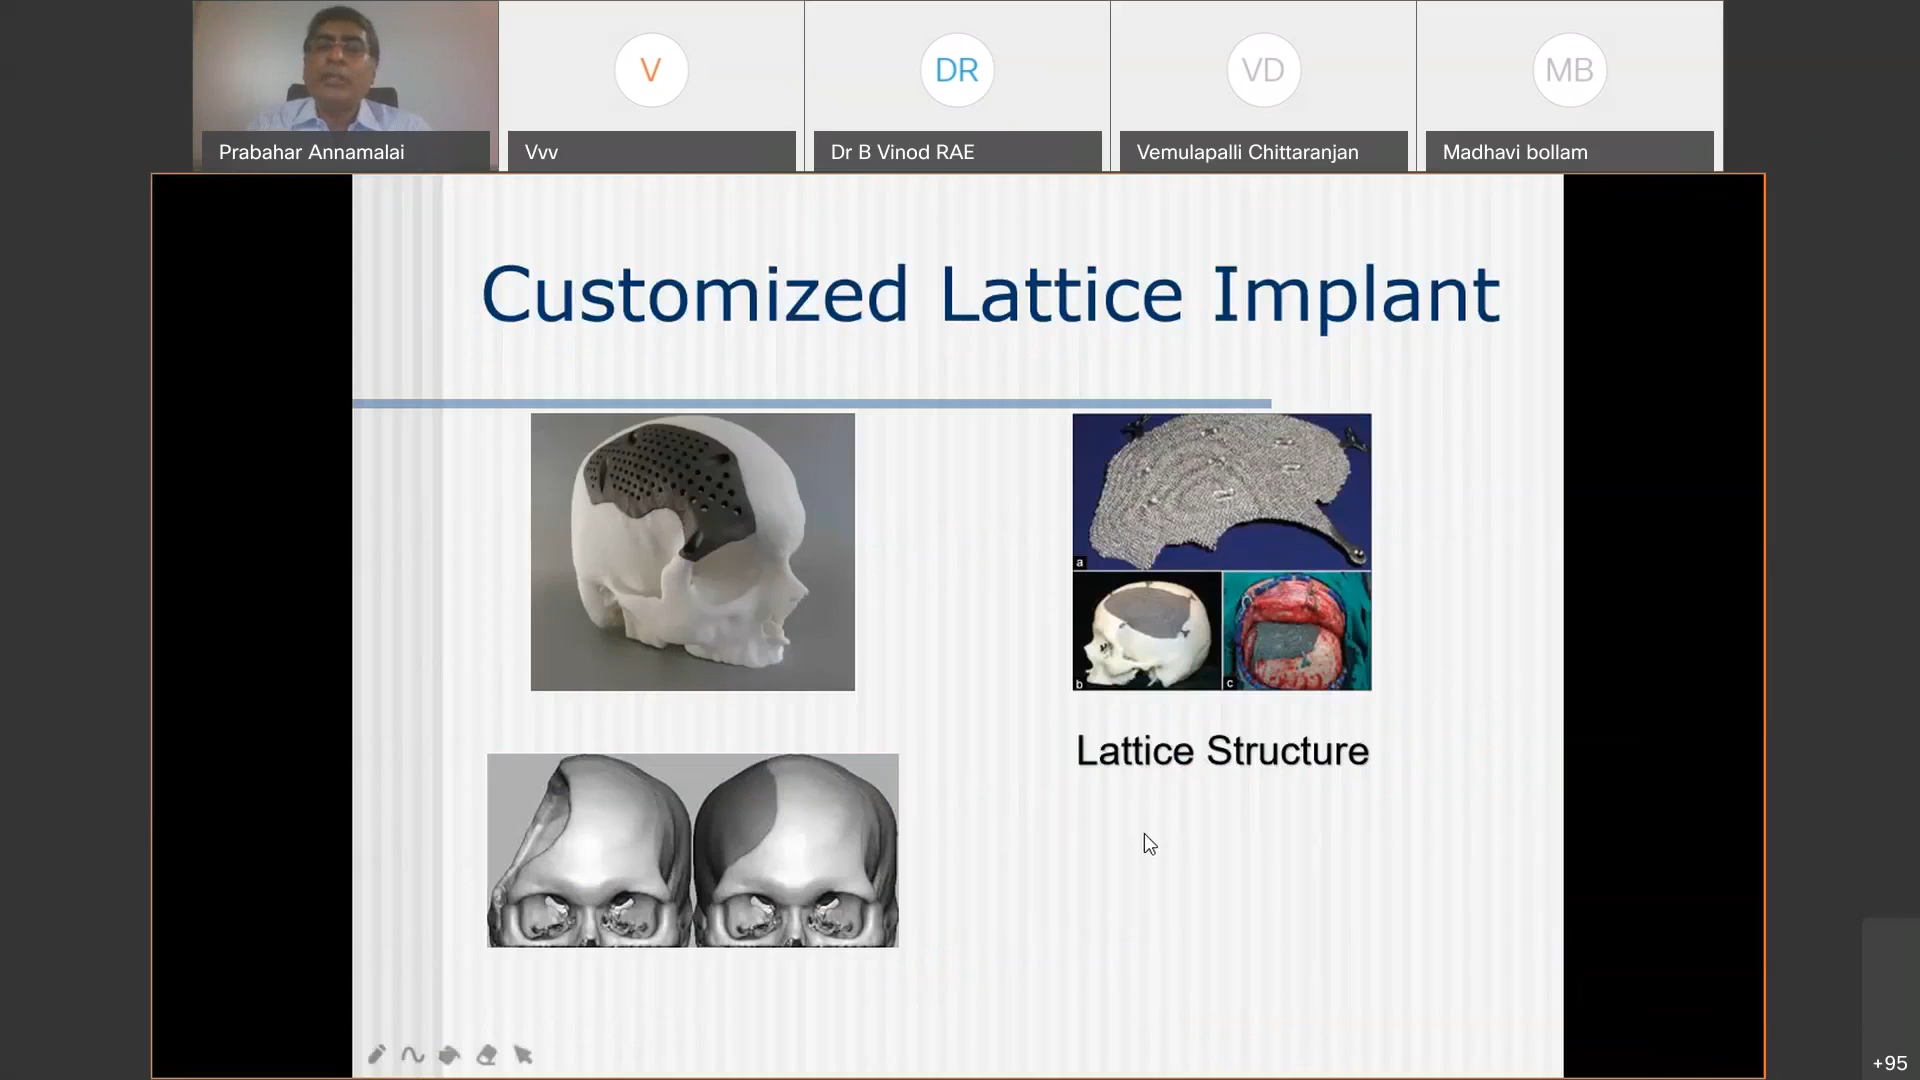 V
DR
VD
MB
Prabahar Annamalai
Vvv
Dr B Vinod RAE
Vemulapalli Chittaranjan
Madhavi bollam
Customized Lattice Implant
a
b
c
Lattice Structure
+95